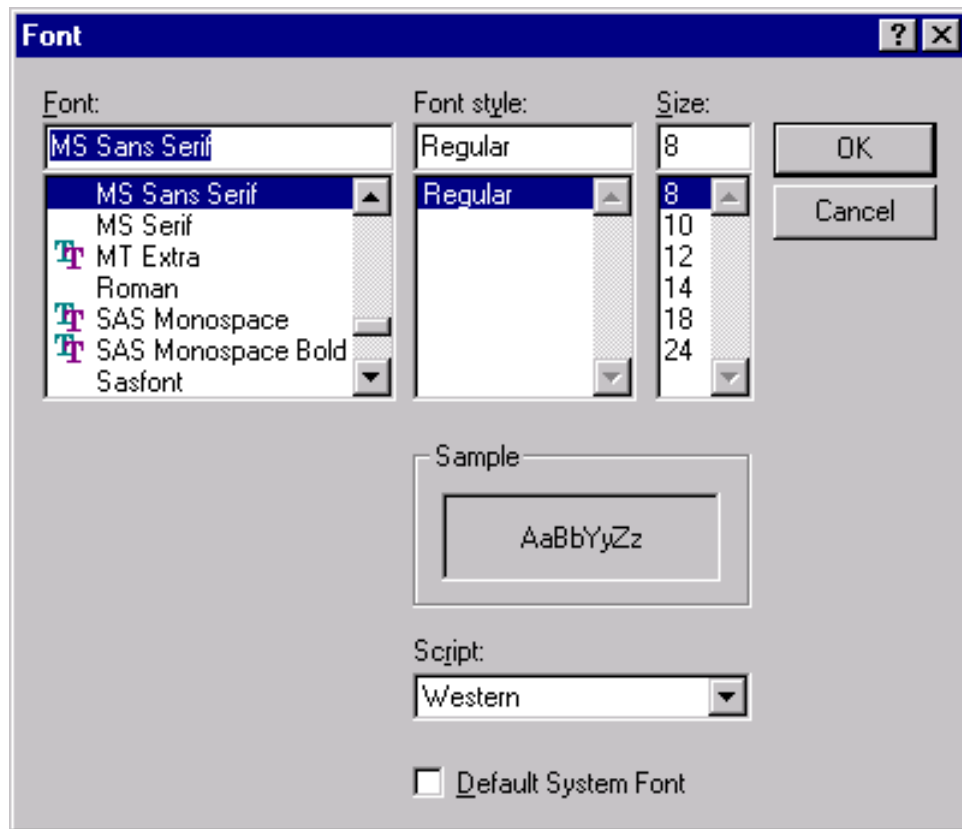 Font
Font:
MS Sans Serif
MS Sans Serif
MS Serif
MT Extra
Roman
SAS Monospace
SAS Monospace Bold
Sasfont
Font style:
Regular
Regular
Size:
8
8
10
12
14
18
24
OK
Cancel
Sample
AaBbYyZz
Script:
Western
Default System Font